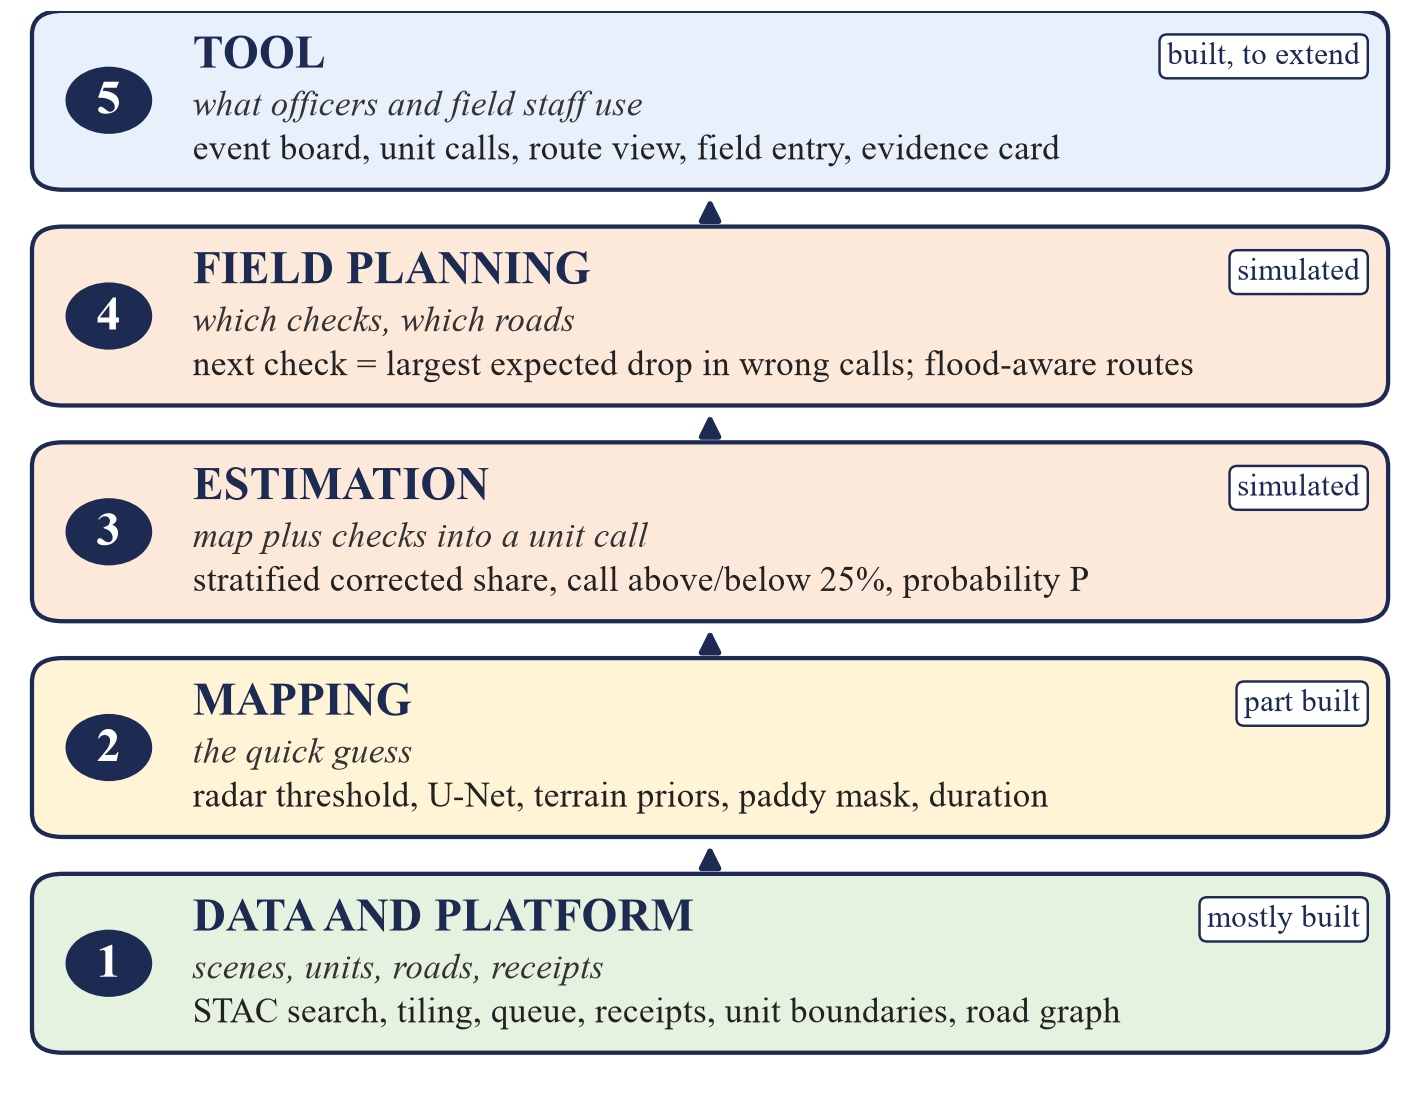 TOOL
built, to extend
5
what officers and field staff use
event board, unit calls, route view, field entry, evidence card
FIELD PLANNING
simulated
4
which checks, which roads
next check = largest expected drop in wrong calls; flood-aware routes
ESTIMATION
simulated
3
map plus checks into a unit call
stratified corrected share, call above/below 25%, probability P
MAPPING
part built
2
the quick guess
radar threshold, U-Net, terrain priors, paddy mask, duration
DATA AND PLATFORM
mostly built
1
scenes, units, roads, receipts
STAC search, tiling, queue, receipts, unit boundaries, road graph